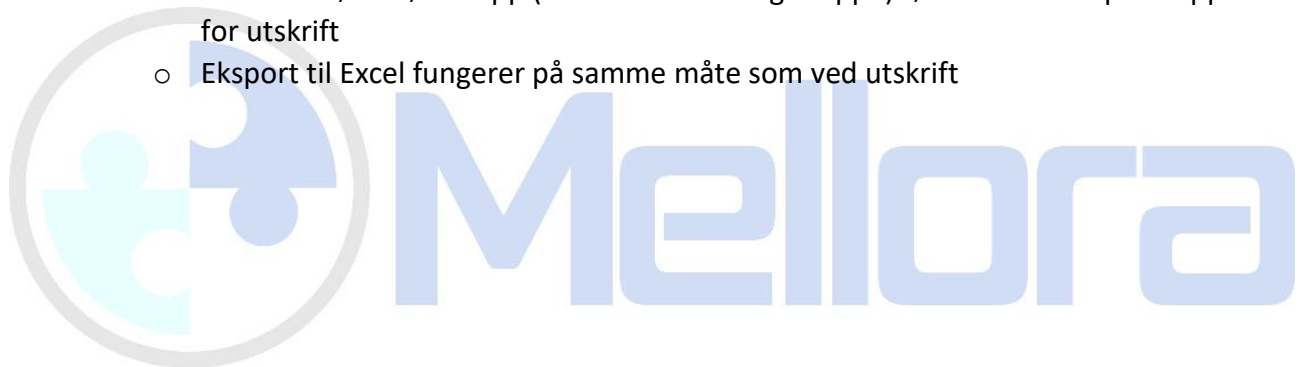 for utskrift
o Eksport til Excel fungerer på samme måte som ved utskrift
Mellora